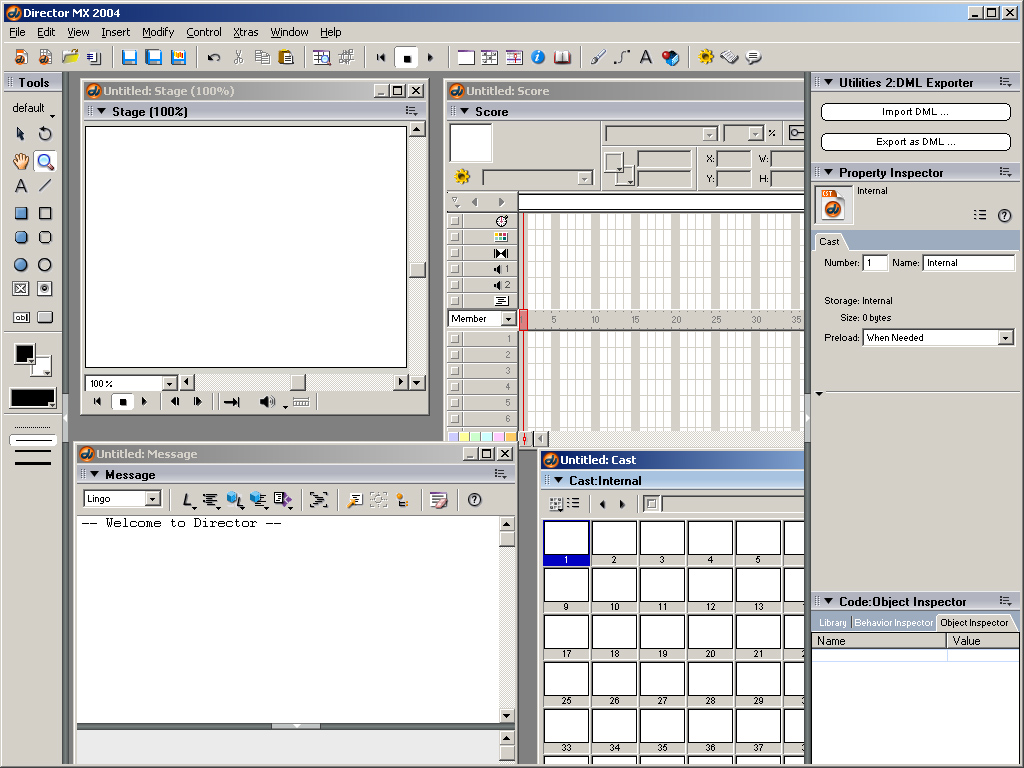 Director MX 2004
File Edit View Insert Modify Control Xtras Window Help
Tools
default
Untitled: Stage (100%)
Stage (100%)
100 %
Untitled: Score
Score
%
X: W:
Y: H:
1
2
Member
5 10 15 20 25 30 35
1
2
3
4
5
6
Untitled: Message
Message
Lingo
-- Welcome to Director --
Untitled: Cast
Cast:Internal
1 2 3 4 5
9 10 11 12 13
17 18 19 20 21
25 26 27 28 29
33 34 35 36 37
Utilities 2:DML Exporter
Import DML ...
Export as DML ...
Property Inspector
CST
Internal
Cast
Number: 1 Name: Internal
Storage: Internal
Size: 0 bytes
Preload: When Needed
Code:Object Inspector
Library Behavior Inspector Object Inspector
Name Value